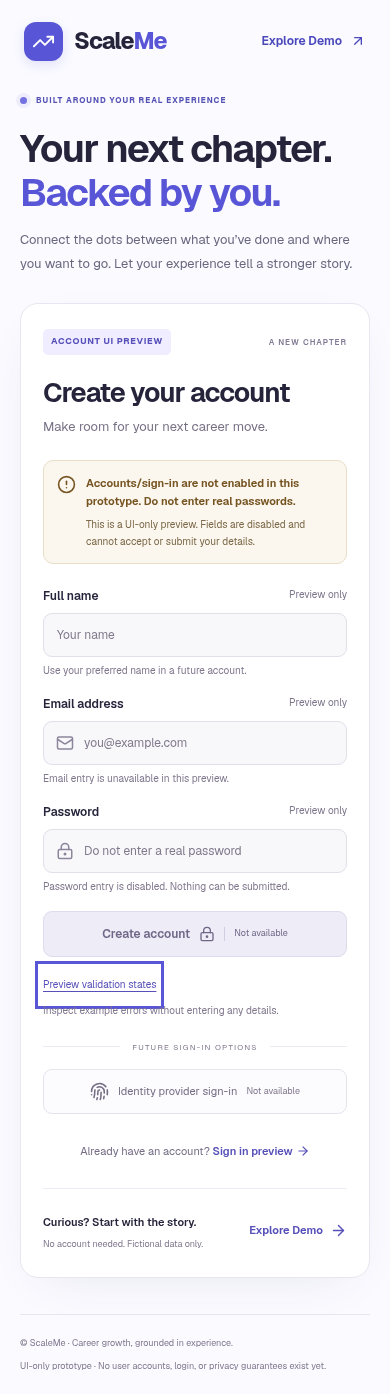 ScaleMe
Explore Demo
BUILT AROUND YOUR REAL EXPERIENCE
Your next chapter.
Backed by you.
Connect the dots between what you’ve done and where
you want to go. Let your experience tell a stronger story.
ACCOUNT UI PREVIEW
A NEW CHAPTER
Create your account
Make room for your next career move.
Accounts/sign-in are not enabled in this
prototype. Do not enter real passwords.
This is a UI-only preview. Fields are disabled and
cannot accept or submit your details.
Full name Preview only
Your name
Use your preferred name in a future account.
Email address Preview only
you@example.com
Email entry is unavailable in this preview.
Password Preview only
Do not enter a real password
Password entry is disabled. Nothing can be submitted.
Create account Not available
Preview validation states
Inspect example errors without entering any details.
FUTURE SIGN-IN OPTIONS
Identity provider sign-in Not available
Already have an account? Sign in preview
Curious? Start with the story.
No account needed. Fictional data only.
Explore Demo
© ScaleMe · Career growth, grounded in experience.
UI-only prototype · No user accounts, login, or privacy guarantees exist yet.